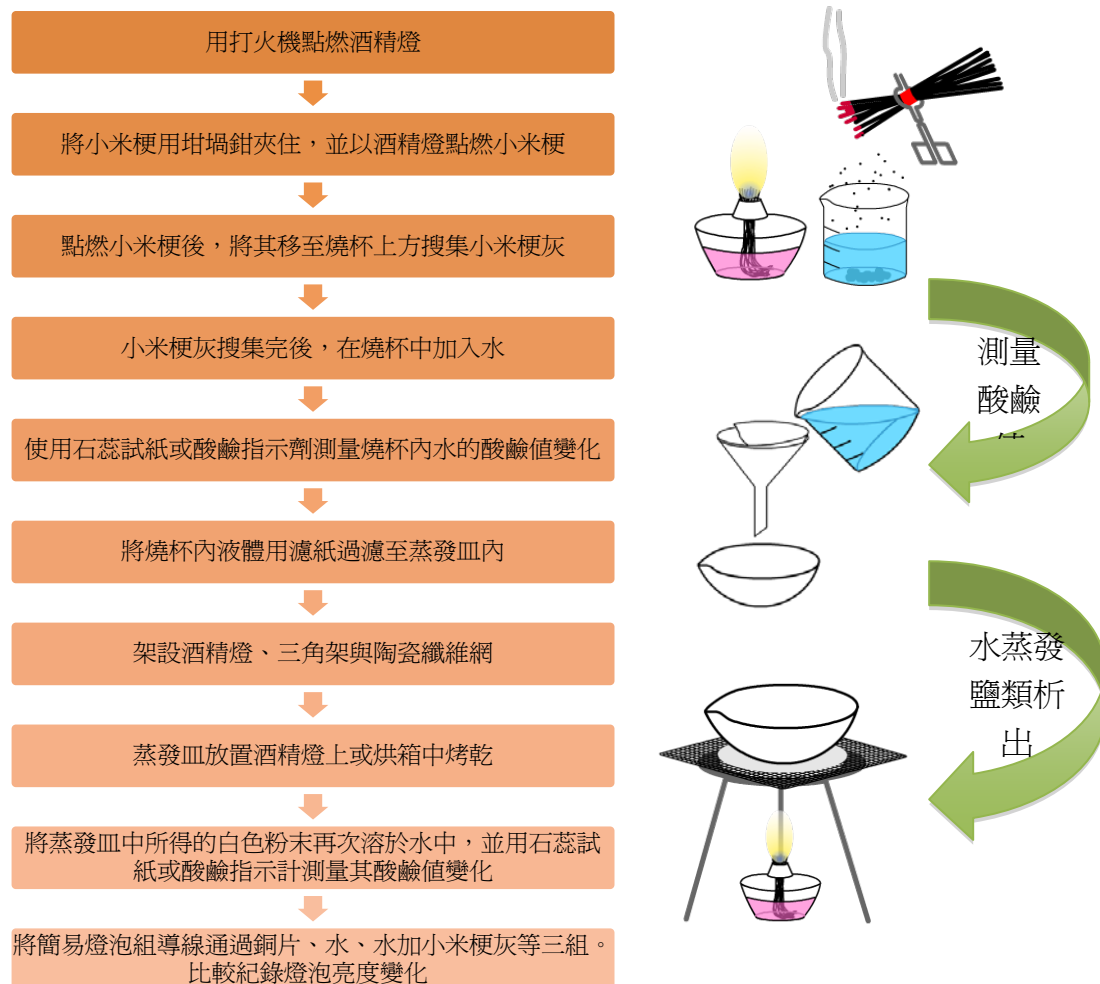 用打火機點燃酒精燈
將小米梗用坩堝鉗夾住，並以酒精燈點燃小米梗
點燃小米梗後，將其移至燒杯上方搜集小米梗灰
小米梗灰搜集完後，在燒杯中加入水
使用石蕊試紙或酸鹼指示劑測量燒杯內水的酸鹼值變化
將燒杯內液體用濾紙過濾至蒸發皿內
架設酒精燈、三角架與陶瓷纖維網
蒸發皿放置酒精燈上或烘箱中烤乾
將蒸發皿中所得的白色粉末再次溶於水中，並用石蕊試
紙或酸鹼指示計測量其酸鹼值變化
將簡易燈泡組導線通過銅片、水、水加小米梗灰等三組。
比較紀錄燈泡亮度變化
測量
酸鹼
水蒸發
鹽類析
出